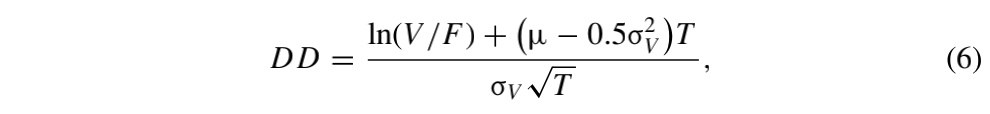 DD = \frac{\ln(V/F) + (\mu - 0.5\sigma_V^2)T}{\sigma_V \sqrt{T}}, (6)